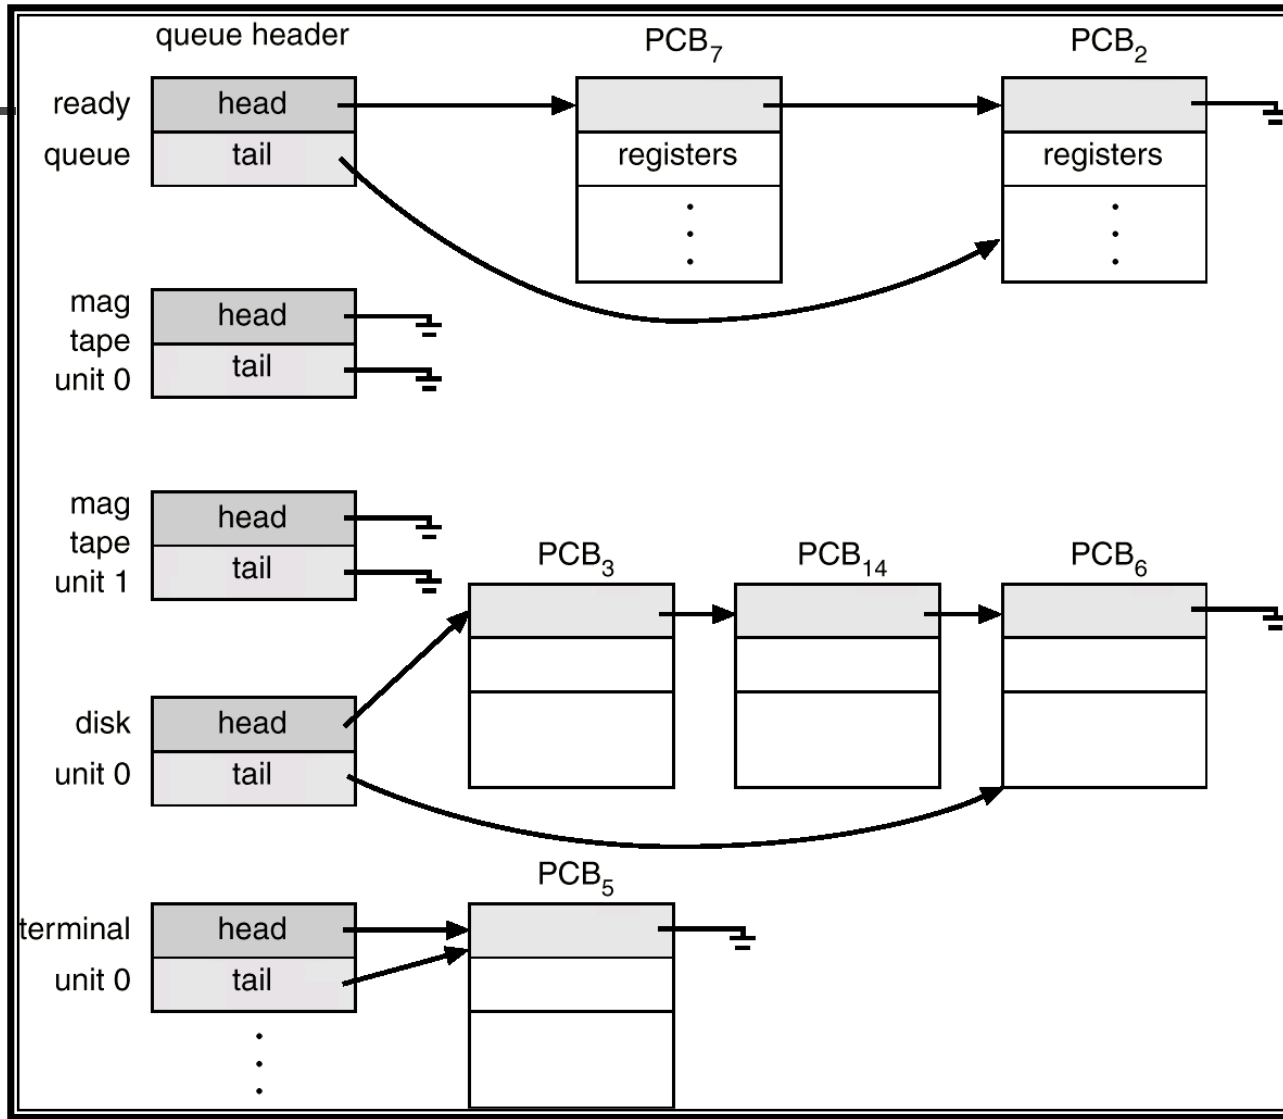 queue header
PCB7
PCB2
ready
head
queue
tail
registers
registers
mag
tape
unit 0
head
tail
mag
tape
unit 1
head
tail
PCB3
PCB14
PCB6
disk
unit 0
head
tail
PCB5
terminal
unit 0
head
tail